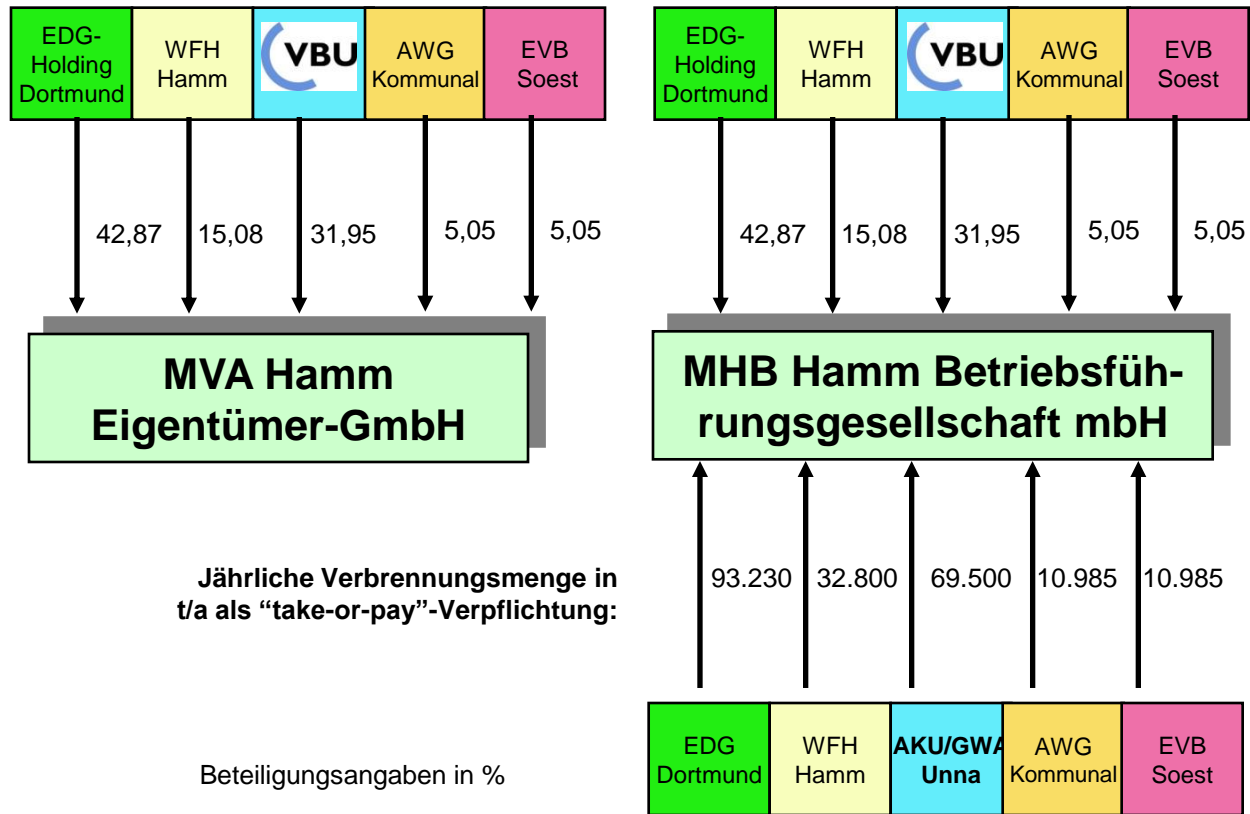 EDG-
Holding
Dortmund
WFH
Hamm
VBU
AWG
Kommunal
EVB
Soest
EDG-
Holding
Dortmund
WFH
Hamm
VBU
AWG
Kommunal
EVB
Soest
42,87
15,08
31,95
5,05
5,05
42,87
15,08
31,95
5,05
5,05
MVA Hamm
Eigentümer-GmbH
MHB Hamm Betriebsfüh-
rungsgesellschaft mbH
Jährliche Verbrennungsmenge in
t/a als “take-or-pay”-Verpflichtung:
93.230
32.800
69.500
10.985
10.985
EDG
Dortmund
WFH
Hamm
AKU/GWA
Unna
AWG
Kommunal
EVB
Soest
Beteiligungsangaben in %